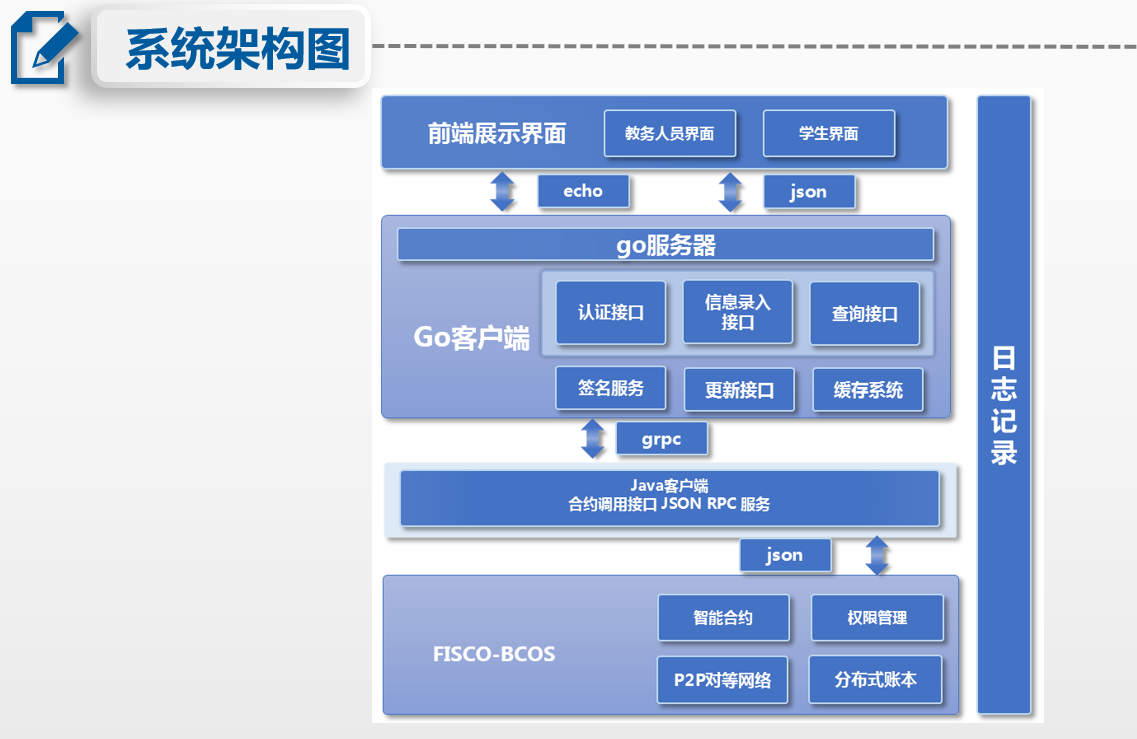 系统架构图
前端展示界面
教务人员界面
学生界面
echo
json
go服务器
Go客户端
认证接口
信息录入
接口
查询接口
签名服务
更新接口
缓存系统
grpc
Java客户端
合约调用接口 JSON RPC 服务
json
FISCO-BCOS
智能合约
权限管理
P2P对等网络
分布式账本
日
志
记
录